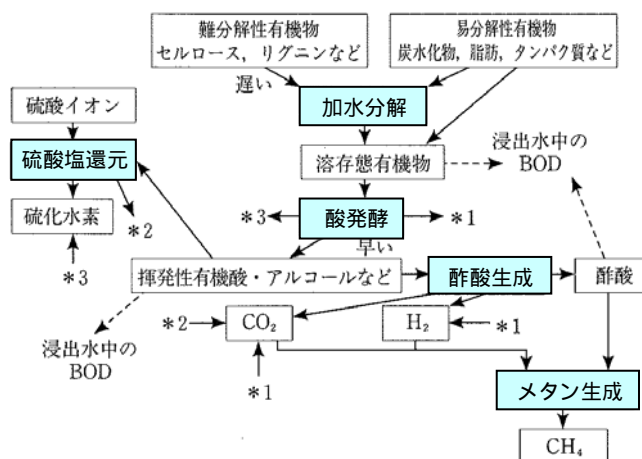 難分解性有機物
セルロース，リグニンなど
易分解性有機物
炭水化物，脂肪，タンパク質など
遅い
硫酸イオン
加水分解
浸出水中の
BOD
硫酸塩還元
溶存態有機物
硫化水素
*2
*3
酸発酵
*1
早い
*3
揮発性有機酸・アルコールなど
酢酸生成
酢酸
*2
CO₂
H₂
*1
浸出水中の
BOD
*1
メタン生成
CH₄